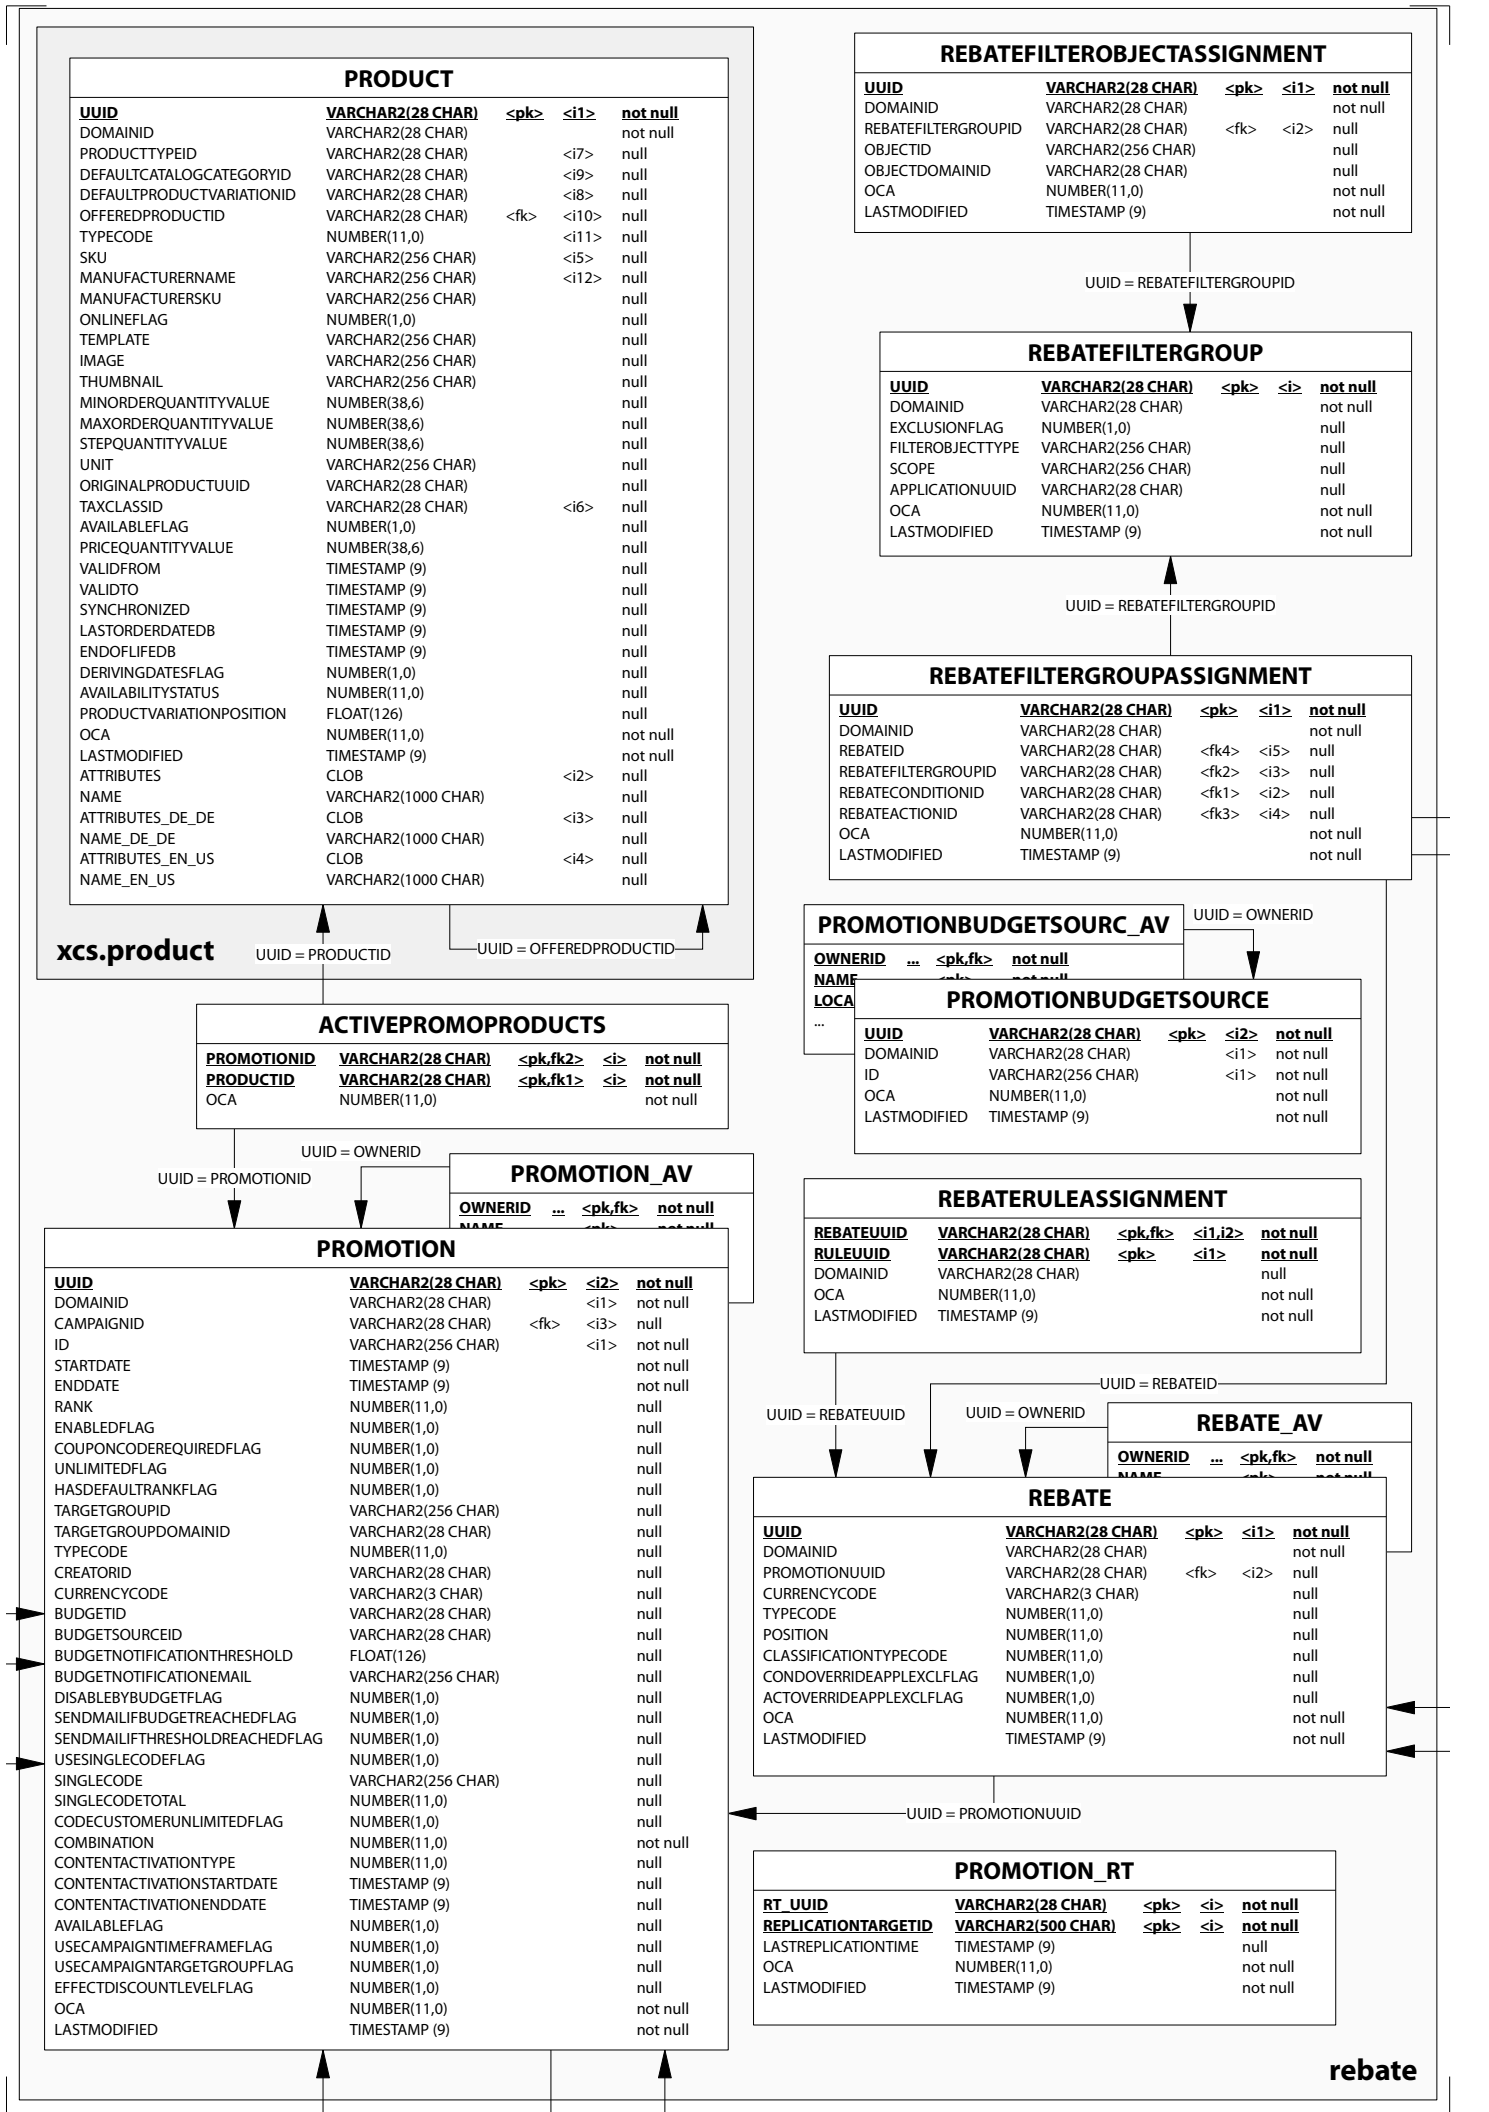 PRODUCT
UUID VARCHAR2(28 CHAR) <pk> <i1> not null
DOMAINID VARCHAR2(28 CHAR) not null
PRODUCTTYPEID VARCHAR2(28 CHAR) <i7> null
DEFAULTCATALOGCATEGORYID VARCHAR2(28 CHAR) <i9> null
DEFAULTPRODUCTVARIATIONID VARCHAR2(28 CHAR) <i8> null
OFFEREDPRODUCTID VARCHAR2(28 CHAR) <fk> <i10> null
TYPECODE NUMBER(11,0) <i11> null
SKU VARCHAR2(256 CHAR) <i5> null
MANUFACTURERNAME VARCHAR2(256 CHAR) <i12> null
MANUFACTURERSKU VARCHAR2(256 CHAR) null
ONLINEFLAG NUMBER(1,0) null
TEMPLATE VARCHAR2(256 CHAR) null
IMAGE VARCHAR2(256 CHAR) null
THUMBNAIL VARCHAR2(256 CHAR) null
MINORDERQUANTITYVALUE NUMBER(38,6) null
MAXORDERQUANTITYVALUE NUMBER(38,6) null
STEPQUANTITYVALUE NUMBER(38,6) null
UNIT VARCHAR2(256 CHAR) null
ORIGINALPRODUCTUUID VARCHAR2(28 CHAR) null
TAXCLASSID VARCHAR2(28 CHAR) <i6> null
AVAILABLEFLAG NUMBER(1,0) null
PRICEQUANTITYVALUE NUMBER(38,6) null
VALIDFROM TIMESTAMP (9) null
VALIDTO TIMESTAMP (9) null
SYNCHRONIZED TIMESTAMP (9) null
LASTORDERDATEDB TIMESTAMP (9) null
ENDOFLIFEDB TIMESTAMP (9) null
DERIVINGDATESFLAG NUMBER(1,0) null
AVAILABILITYSTATUS NUMBER(11,0) null
PRODUCTVARIATIONPOSITION FLOAT(126) null
OCA NUMBER(11,0) not null
LASTMODIFIED TIMESTAMP (9) not null
ATTRIBUTES CLOB <i2> null
NAME VARCHAR2(1000 CHAR) null
ATTRIBUTES_DE_DE CLOB <i3> null
NAME_DE_DE VARCHAR2(1000 CHAR) null
ATTRIBUTES_EN_US CLOB <i4> null
NAME_EN_US VARCHAR2(1000 CHAR) null
xcs.product
UUID = PRODUCTID
UUID = OFFEREDPRODUCTID
ACTIVEPROMOPRODUCTS
PROMOTIONID VARCHAR2(28 CHAR) <pk,fk2> <i> not null
PRODUCTID VARCHAR2(28 CHAR) <pk,fk1> <i> not null
OCA NUMBER(11,0) not null
UUID = PROMOTIONID
UUID = OWNERID
PROMOTION_AV
OWNERID ... <pk,fk> not null
NAME <pk> not null
PROMOTION
UUID VARCHAR2(28 CHAR) <pk> <i2> not null
DOMAINID VARCHAR2(28 CHAR) <i1> not null
CAMPAIGNID VARCHAR2(28 CHAR) <fk> <i3> null
ID VARCHAR2(256 CHAR) <i1> not null
STARTDATE TIMESTAMP (9) not null
ENDDATE TIMESTAMP (9) not null
RANK NUMBER(11,0) null
ENABLEDFLAG NUMBER(1,0) null
COUPONCODEREQUIREDFLAG NUMBER(1,0) null
UNLIMITEDFLAG NUMBER(1,0) null
HASDEFAULTRANKFLAG NUMBER(1,0) null
TARGETGROUPID VARCHAR2(256 CHAR) null
TARGETGROUPDOMAINID VARCHAR2(28 CHAR) null
TYPECODE NUMBER(11,0) null
CREATORID VARCHAR2(28 CHAR) null
CURRENCYCODE VARCHAR2(3 CHAR) null
BUDGETID VARCHAR2(28 CHAR) null
BUDGETSOURCEID VARCHAR2(28 CHAR) null
BUDGETNOTIFICATIONTHRESHOLD FLOAT(126) null
BUDGETNOTIFICATIONEMAIL VARCHAR2(256 CHAR) null
DISABLEBYBUDGETFLAG NUMBER(1,0) null
SENDMAILIFBUDGETREACHEDFLAG NUMBER(1,0) null
SENDMAILIFTHRESHOLDREACHEDFLAG NUMBER(1,0) null
USESINGLECODEFLAG NUMBER(1,0) null
SINGLECODE VARCHAR2(256 CHAR) null
SINGLECODETOTAL NUMBER(11,0) null
CODECUSTOMERUNLIMITEDFLAG NUMBER(1,0) null
COMBINATION NUMBER(11,0) not null
CONTENTACTIVATIONTYPE NUMBER(11,0) null
CONTENTACTIVATIONSTARTDATE TIMESTAMP (9) null
CONTENTACTIVATIONENDDATE TIMESTAMP (9) null
AVAILABLEFLAG NUMBER(1,0) null
USECAMPAIGNTIMEFRAMEFLAG NUMBER(1,0) null
USECAMPAIGNTARGETGROUPFLAG NUMBER(1,0) null
EFFECTDISCOUNTLEVELFLAG NUMBER(1,0) null
OCA NUMBER(11,0) not null
LASTMODIFIED TIMESTAMP (9) not null
REBATEFILTEROBJECTASSIGNMENT
UUID VARCHAR2(28 CHAR) <pk> <i1> not null
DOMAINID VARCHAR2(28 CHAR) not null
REBATEFILTERGROUPID VARCHAR2(28 CHAR) <fk> <i2> null
OBJECTID VARCHAR2(256 CHAR) null
OBJECTDOMAINID VARCHAR2(28 CHAR) null
OCA NUMBER(11,0) not null
LASTMODIFIED TIMESTAMP (9) not null
UUID = REBATEFILTERGROUPID
REBATEFILTERGROUP
UUID VARCHAR2(28 CHAR) <pk> <i> not null
DOMAINID VARCHAR2(28 CHAR) not null
EXCLUSIONFLAG NUMBER(1,0) null
FILTEROBJECTTYPE VARCHAR2(256 CHAR) null
SCOPE VARCHAR2(256 CHAR) null
APPLICATIONUUID VARCHAR2(28 CHAR) null
OCA NUMBER(11,0) not null
LASTMODIFIED TIMESTAMP (9) not null
UUID = REBATEFILTERGROUPID
REBATEFILTERGROUPASSIGNMENT
UUID VARCHAR2(28 CHAR) <pk> <i1> not null
DOMAINID VARCHAR2(28 CHAR) not null
REBATEID VARCHAR2(28 CHAR) <fk4> <i5> null
REBATEFILTERGROUPID VARCHAR2(28 CHAR) <fk2> <i3> null
REBATECONDITIONID VARCHAR2(28 CHAR) <fk1> <i2> null
REBATEACTIONID VARCHAR2(28 CHAR) <fk3> <i4> null
OCA NUMBER(11,0) not null
LASTMODIFIED TIMESTAMP (9) not null
PROMOTIONBUDGETSOURC_AV
UUID = OWNERID
OWNERID ... <pk,fk> not null
NAME <pk> not null
LOCA
...
PROMOTIONBUDGETSOURCE
UUID VARCHAR2(28 CHAR) <pk> <i2> not null
DOMAINID VARCHAR2(28 CHAR) <i1> not null
ID VARCHAR2(256 CHAR) <i1> not null
OCA NUMBER(11,0) not null
LASTMODIFIED TIMESTAMP (9) not null
REBATERULEASSIGNMENT
REBATEUUID VARCHAR2(28 CHAR) <pk,fk> <i1,i2> not null
RULEUUID VARCHAR2(28 CHAR) <pk> <i1> not null
DOMAINID VARCHAR2(28 CHAR) null
OCA NUMBER(11,0) not null
LASTMODIFIED TIMESTAMP (9) not null
UUID = REBATEID
UUID = REBATEUUID
UUID = OWNERID
REBATE_AV
OWNERID ... <pk,fk> not null
NAME <pk> not null
REBATE
UUID VARCHAR2(28 CHAR) <pk> <i1> not null
DOMAINID VARCHAR2(28 CHAR) not null
PROMOTIONUUID VARCHAR2(28 CHAR) <fk> <i2> null
CURRENCYCODE VARCHAR2(3 CHAR) null
TYPECODE NUMBER(11,0) null
POSITION NUMBER(11,0) null
CLASSIFICATIONTYPECODE NUMBER(11,0) null
CONDOVERRIDEAPPLEXCLFLAG NUMBER(1,0) null
ACTOVERRIDEAPPLEXCLFLAG NUMBER(1,0) null
OCA NUMBER(11,0) not null
LASTMODIFIED TIMESTAMP (9) not null
UUID = PROMOTIONUUID
PROMOTION_RT
RT_UUID VARCHAR2(28 CHAR) <pk> <i> not null
REPLICATIONTARGETID VARCHAR2(500 CHAR) <pk> <i> not null
LASTREPLICATIONTIME TIMESTAMP (9) null
OCA NUMBER(11,0) not null
LASTMODIFIED TIMESTAMP (9) not null
rebate